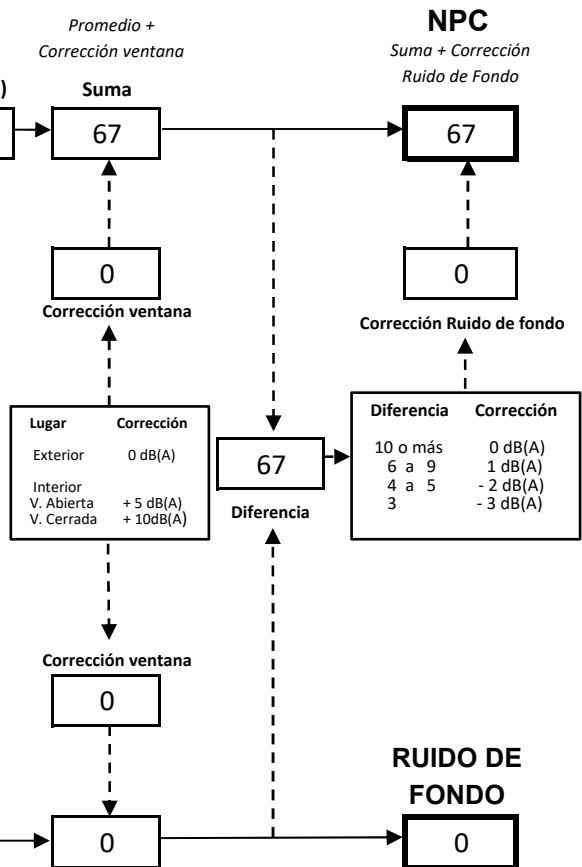 Promedio +
Corrección ventana
NPC
Suma + Corrección
Ruido de Fondo
)
Suma
67
67
0
0
Corrección ventana
Corrección Ruido de fondo
Lugar Corrección
Exterior 0 dB(A)
Interior
V. Abierta + 5 dB(A)
V. Cerrada + 10dB(A)
67
Diferencia
Diferencia Corrección
10 o más 0 dB(A)
6 a 9 1 dB(A)
4 a 5 - 2 dB(A)
3 - 3 dB(A)
Corrección ventana
0
RUIDO DE
FONDO
0
0